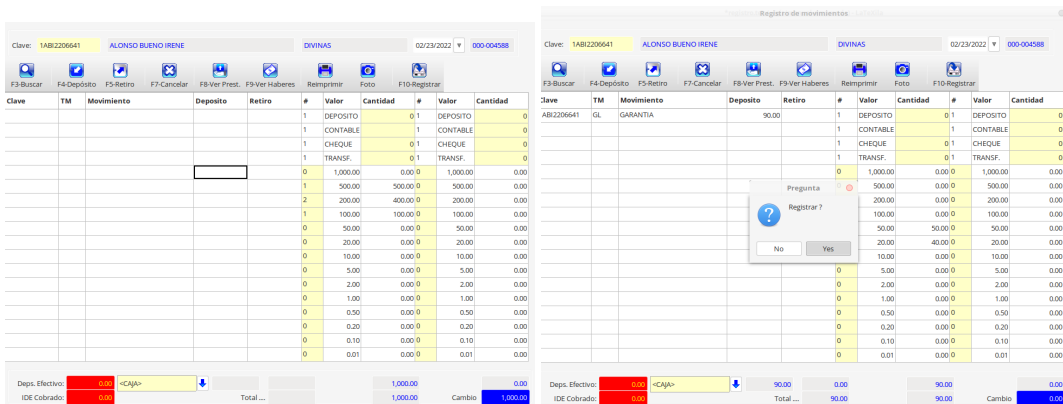 Registro de movimientos
Clave: 1ABI2206641 ALONSO BUENO IRENE DIVINAS 02/23/2022 000-004588
F3-Buscar F4-Depósito F5-Retiro F7-Cancelar F8-Ver Prest. F9-Ver Haberes Reimprimir Foto F10-Registrar
Clave TM Movimiento Deposito Retiro # Valor Cantidad # Valor Cantidad
1 DEPOSITO 0 1 DEPOSITO 0
1 CONTABLE 1 CONTABLE 0
1 CHEQUE 0 1 CHEQUE 0
1 TRANSF. 0 1 TRANSF. 0
0 1,000.00 0.00 0 1,000.00 0.00
1 500.00 500.00 0 500.00 0.00
2 200.00 400.00 0 200.00 0.00
1 100.00 100.00 0 100.00 0.00
0 50.00 0.00 0 50.00 0.00
0 20.00 0.00 0 20.00 0.00
0 10.00 0.00 0 10.00 0.00
0 5.00 0.00 0 5.00 0.00
0 2.00 0.00 0 2.00 0.00
0 1.00 0.00 0 1.00 0.00
0 0.50 0.00 0 0.50 0.00
0 0.20 0.00 0 0.20 0.00
0 0.10 0.00 0 0.10 0.00
0 0.01 0.00 0 0.01 0.00
Deps. Efectivo: 0.00 <CAJA> 1,000.00 0.00
IDE Cobrado: 0.00 Total .... 1,000.00 Cambio 1,000.00
Clave: 1ABI2206641 ALONSO BUENO IRENE DIVINAS 02/23/2022 000-004588
F3-Buscar F4-Depósito F5-Retiro F7-Cancelar F8-Ver Prest. F9-Ver Haberes Reimprimir Foto F10-Registrar
Clave TM Movimiento Deposito Retiro # Valor Cantidad # Valor Cantidad
ABI2206641 GL GARANTIA 90.00 1 DEPOSITO 0 1 DEPOSITO 0
1 CONTABLE 1 CONTABLE 0
1 CHEQUE 0 1 CHEQUE 0
1 TRANSF. 0 1 TRANSF. 0
0 1,000.00 0.00 0 1,000.00 0.00
500.00 0.00 0 500.00 0.00
200.00 0.00 0 200.00 0.00
100.00 0.00 0 100.00 0.00
50.00 50.00 0 50.00 0.00
20.00 40.00 0 20.00 0.00
10.00 0.00 0 10.00 0.00
0 5.00 0.00 0 5.00 0.00
0 2.00 0.00 0 2.00 0.00
0 1.00 0.00 0 1.00 0.00
0 0.50 0.00 0 0.50 0.00
0 0.20 0.00 0 0.20 0.00
0 0.10 0.00 0 0.10 0.00
0 0.01 0.00 0 0.01 0.00
Pregunta
Registrar ?
No Yes
Deps. Efectivo: 0.00 <CAJA> 90.00 0.00 90.00 0.00
IDE Cobrado: 0.00 Total .... 90.00 90.00 Cambio 0.00